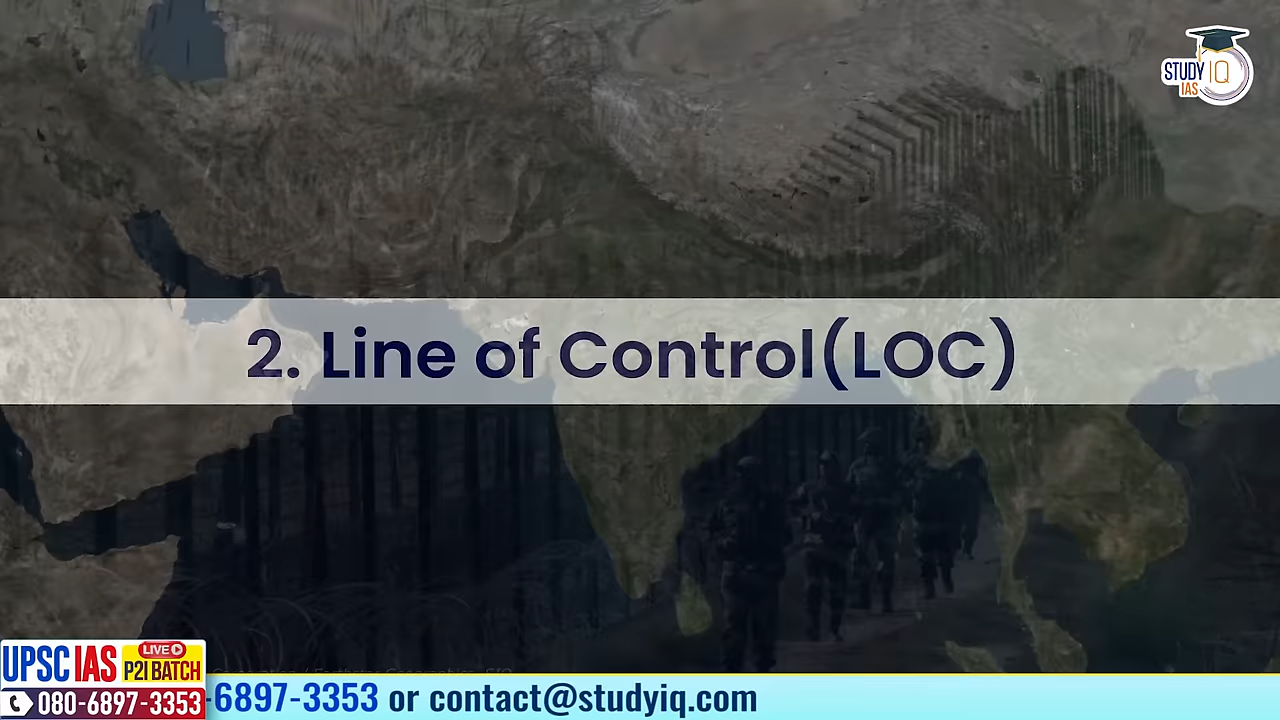 STUDY IQ
IAS
2. Line of Control(LOC)
UPSC IAS
LIVE
P2I BATCH
080-6897-3353
-6897-3353 or contact@studyiq.com